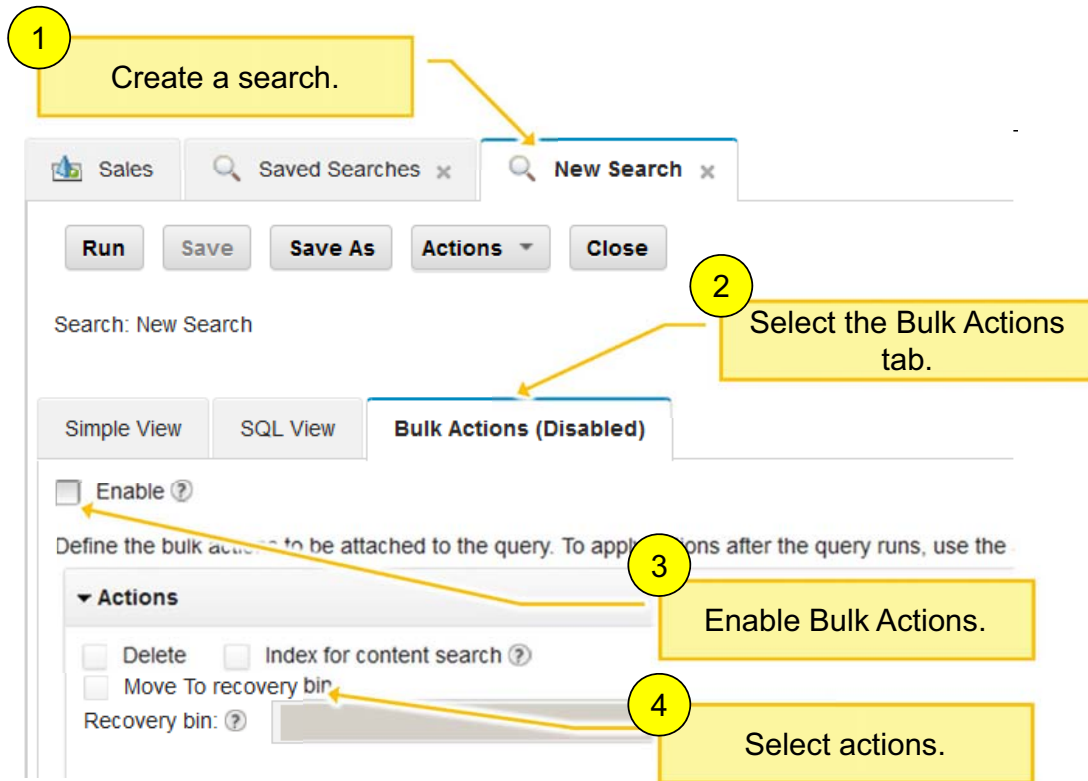 1
Create a search.
Sales
Saved Searches
New Search
Run
Save
Save As
Actions
Close
2
Search: New Search
Select the Bulk Actions
tab.
Simple View
SQL View
Bulk Actions (Disabled)
Enable
Define the bulk to be attached to the query. To after the query runs, use the
3
Actions
Enable Bulk Actions.
Delete
Index for content search
Move To recovery bin
4
Recovery bin:
Select actions.